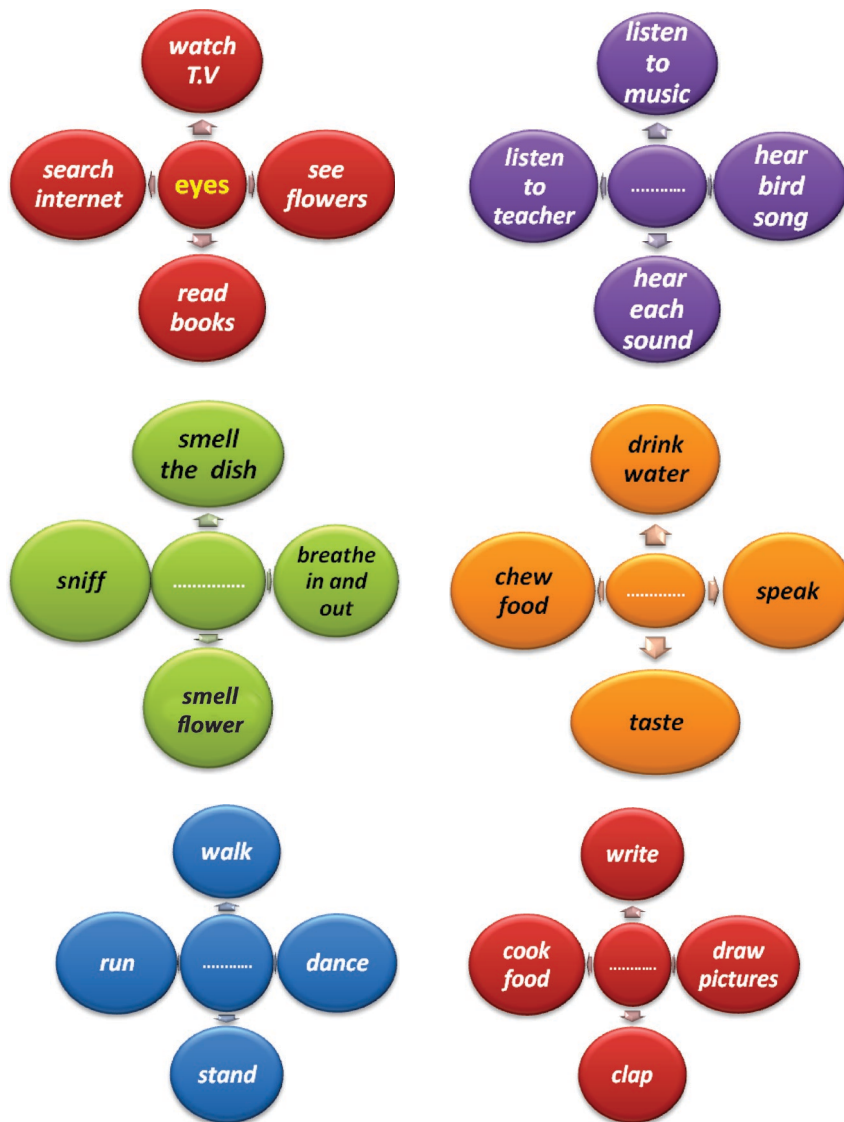 watch
T.V
search
internet
eyes
see
flowers
read
books
listen
to
music
listen
to
teacher
............
hear
bird
song
hear
each
sound
smell
the dish
sniff
...............
breathe
in and
out
smell
flower
drink
water
chew
food
.............
speak
taste
walk
run
............
dance
stand
write
cook
food
............
draw
pictures
clap